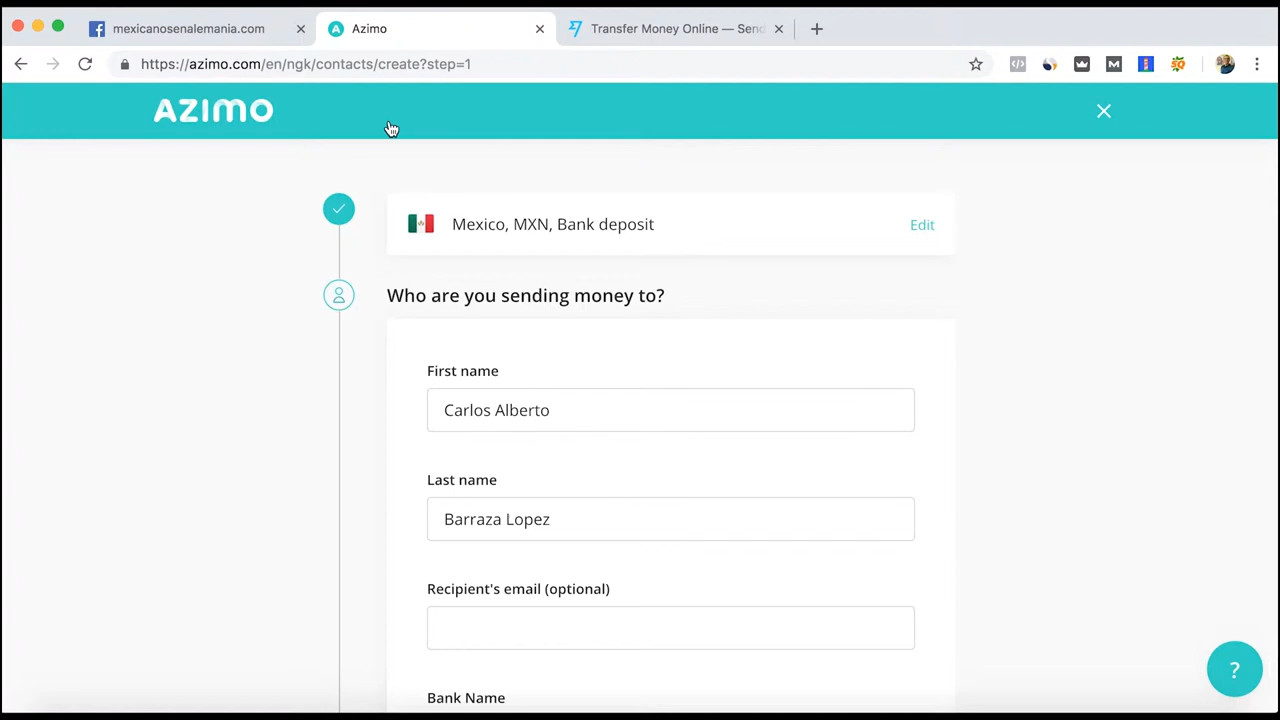 mexicanosenalemania.com
Azimo
Transfer Money Online — Send
https://azimo.com/en/ngk/contacts/create?step=1
AZIMO
Mexico, MXN, Bank deposit
Edit
Who are you sending money to?
First name
Carlos Alberto
Last name
Barraza Lopez
Recipient's email (optional)
Bank Name
?